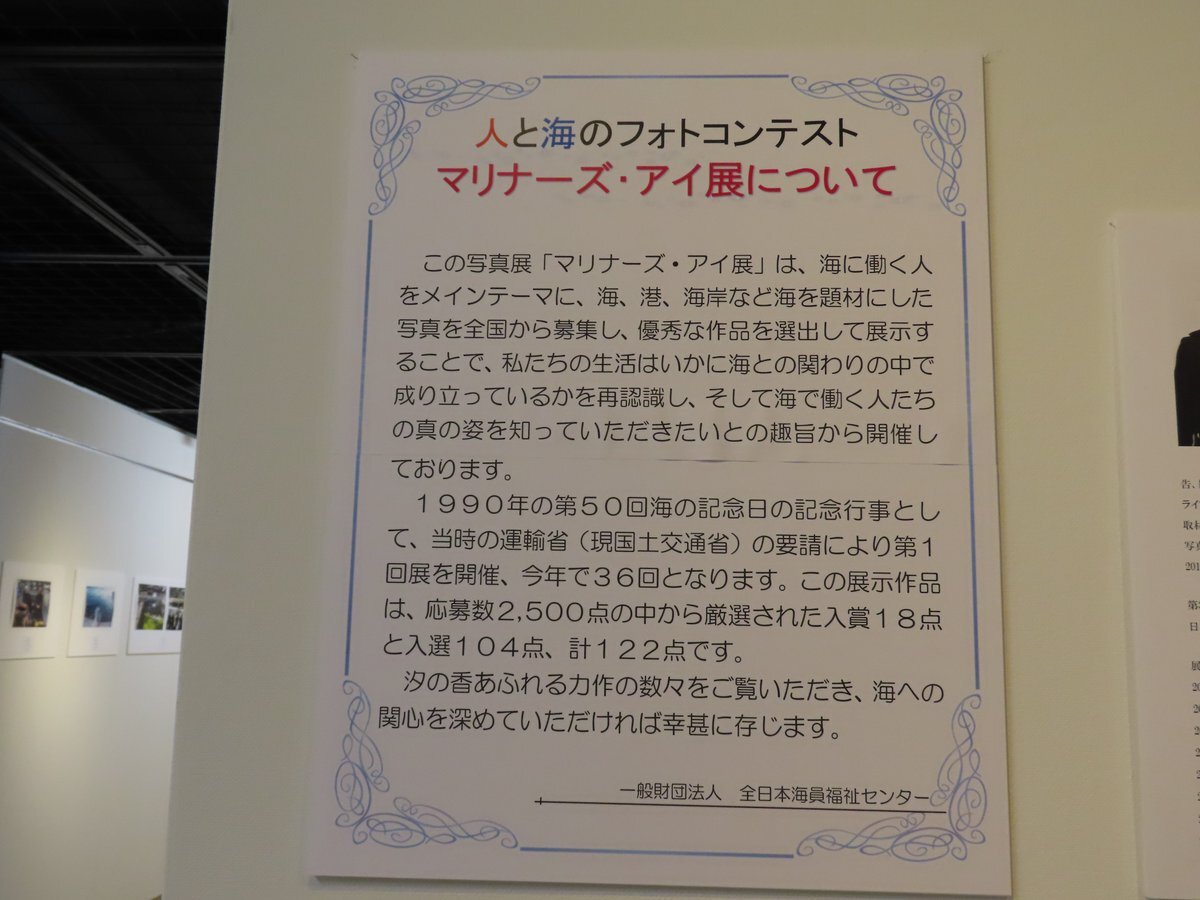 人と海のフォトコンテスト
マリナーズ・アイ展について
この写真展「マリナーズ・アイ展」は、海に働く人
をメインテーマに、海、港、海岸など海を題材にした
写真を全国から募集し、優秀な作品を選出して展示す
ることで、私たちの生活はいかに海との関わりの中で
成り立っているかを再認識し、そして海で働く人たち
の真の姿を知っていただきたいとの趣旨から開催し
ております。
１９９０年の第５０回海の記念日の記念行事とし
て、当時の運輸省（現国土交通省）の要請により第１
回展を開催、今年で３６回となります。この展示作品
は、応募数２,５００点の中から厳選された入賞１８点
と入選１０４点、計１２２点です。
汐の香あふれる力作の数々をご覧いただき、海への
関心を深めていただければ幸甚に存じます。
一般財団法人　全日本海員福祉センター
告、
ライ
取材
写真
201
第
日
展